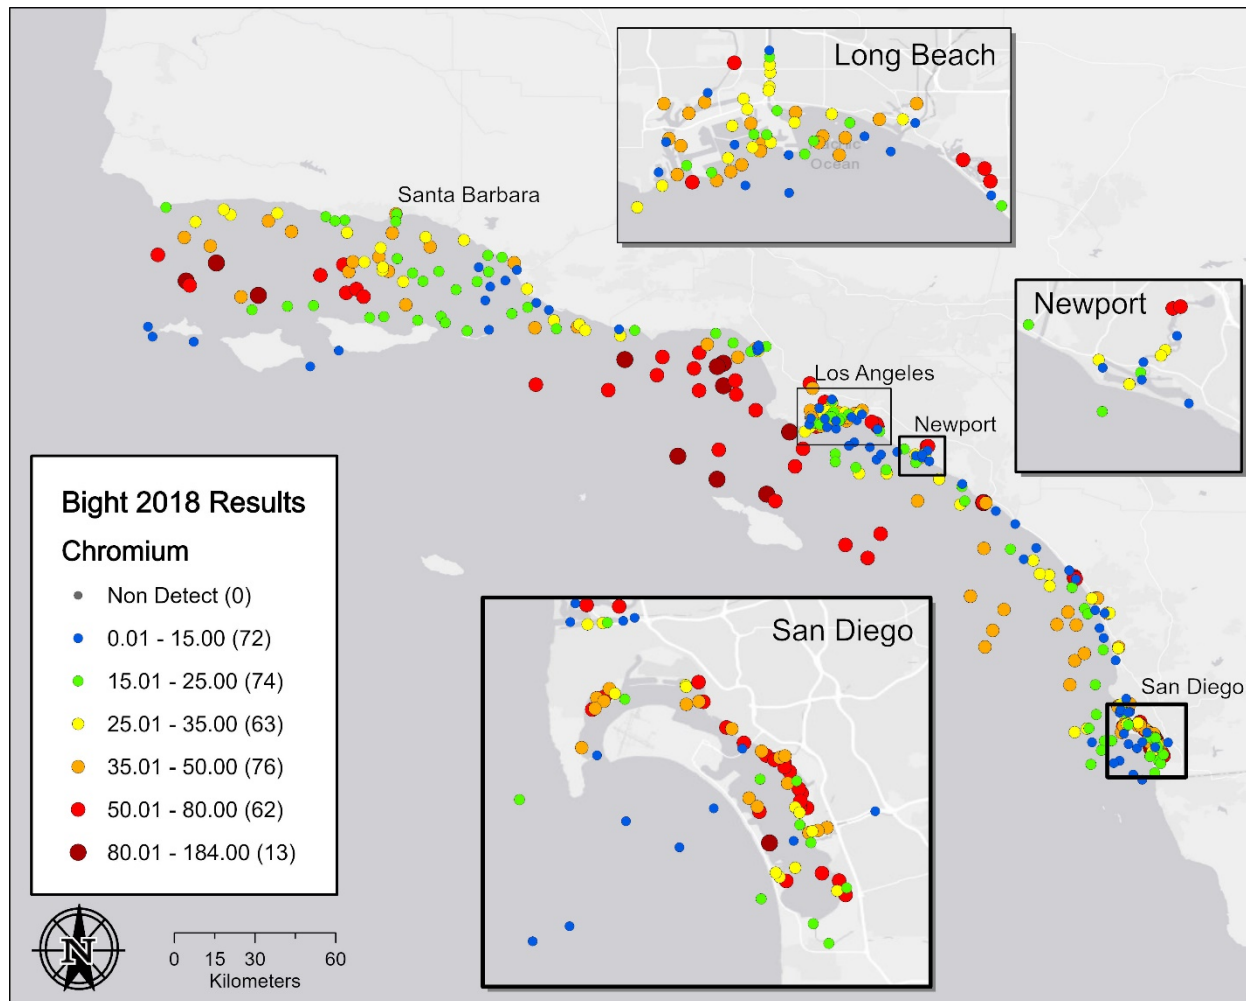 Long Beach
Pacific
Ocean
Santa Barbara
Newport
Los Angeles
Newport
Bight 2018 Results
Chromium
Non Detect (0)
0.01 - 15.00 (72)
15.01 - 25.00 (74)
25.01 - 35.00 (63)
35.01 - 50.00 (76)
50.01 - 80.00 (62)
80.01 - 184.00 (13)
San Diego
San Diego
N
0 15 30 60
Kilometers